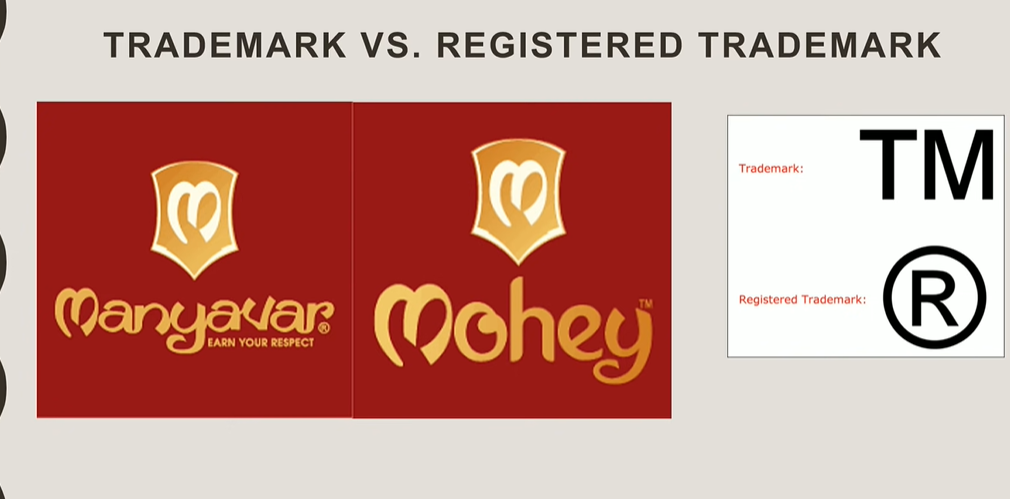 TRADEMARK VS. REGISTERED TRADEMARK
M
Manyavar®
EARN YOUR RESPECT
M
Mohey™
Trademark:
TM
Registered Trademark:
®